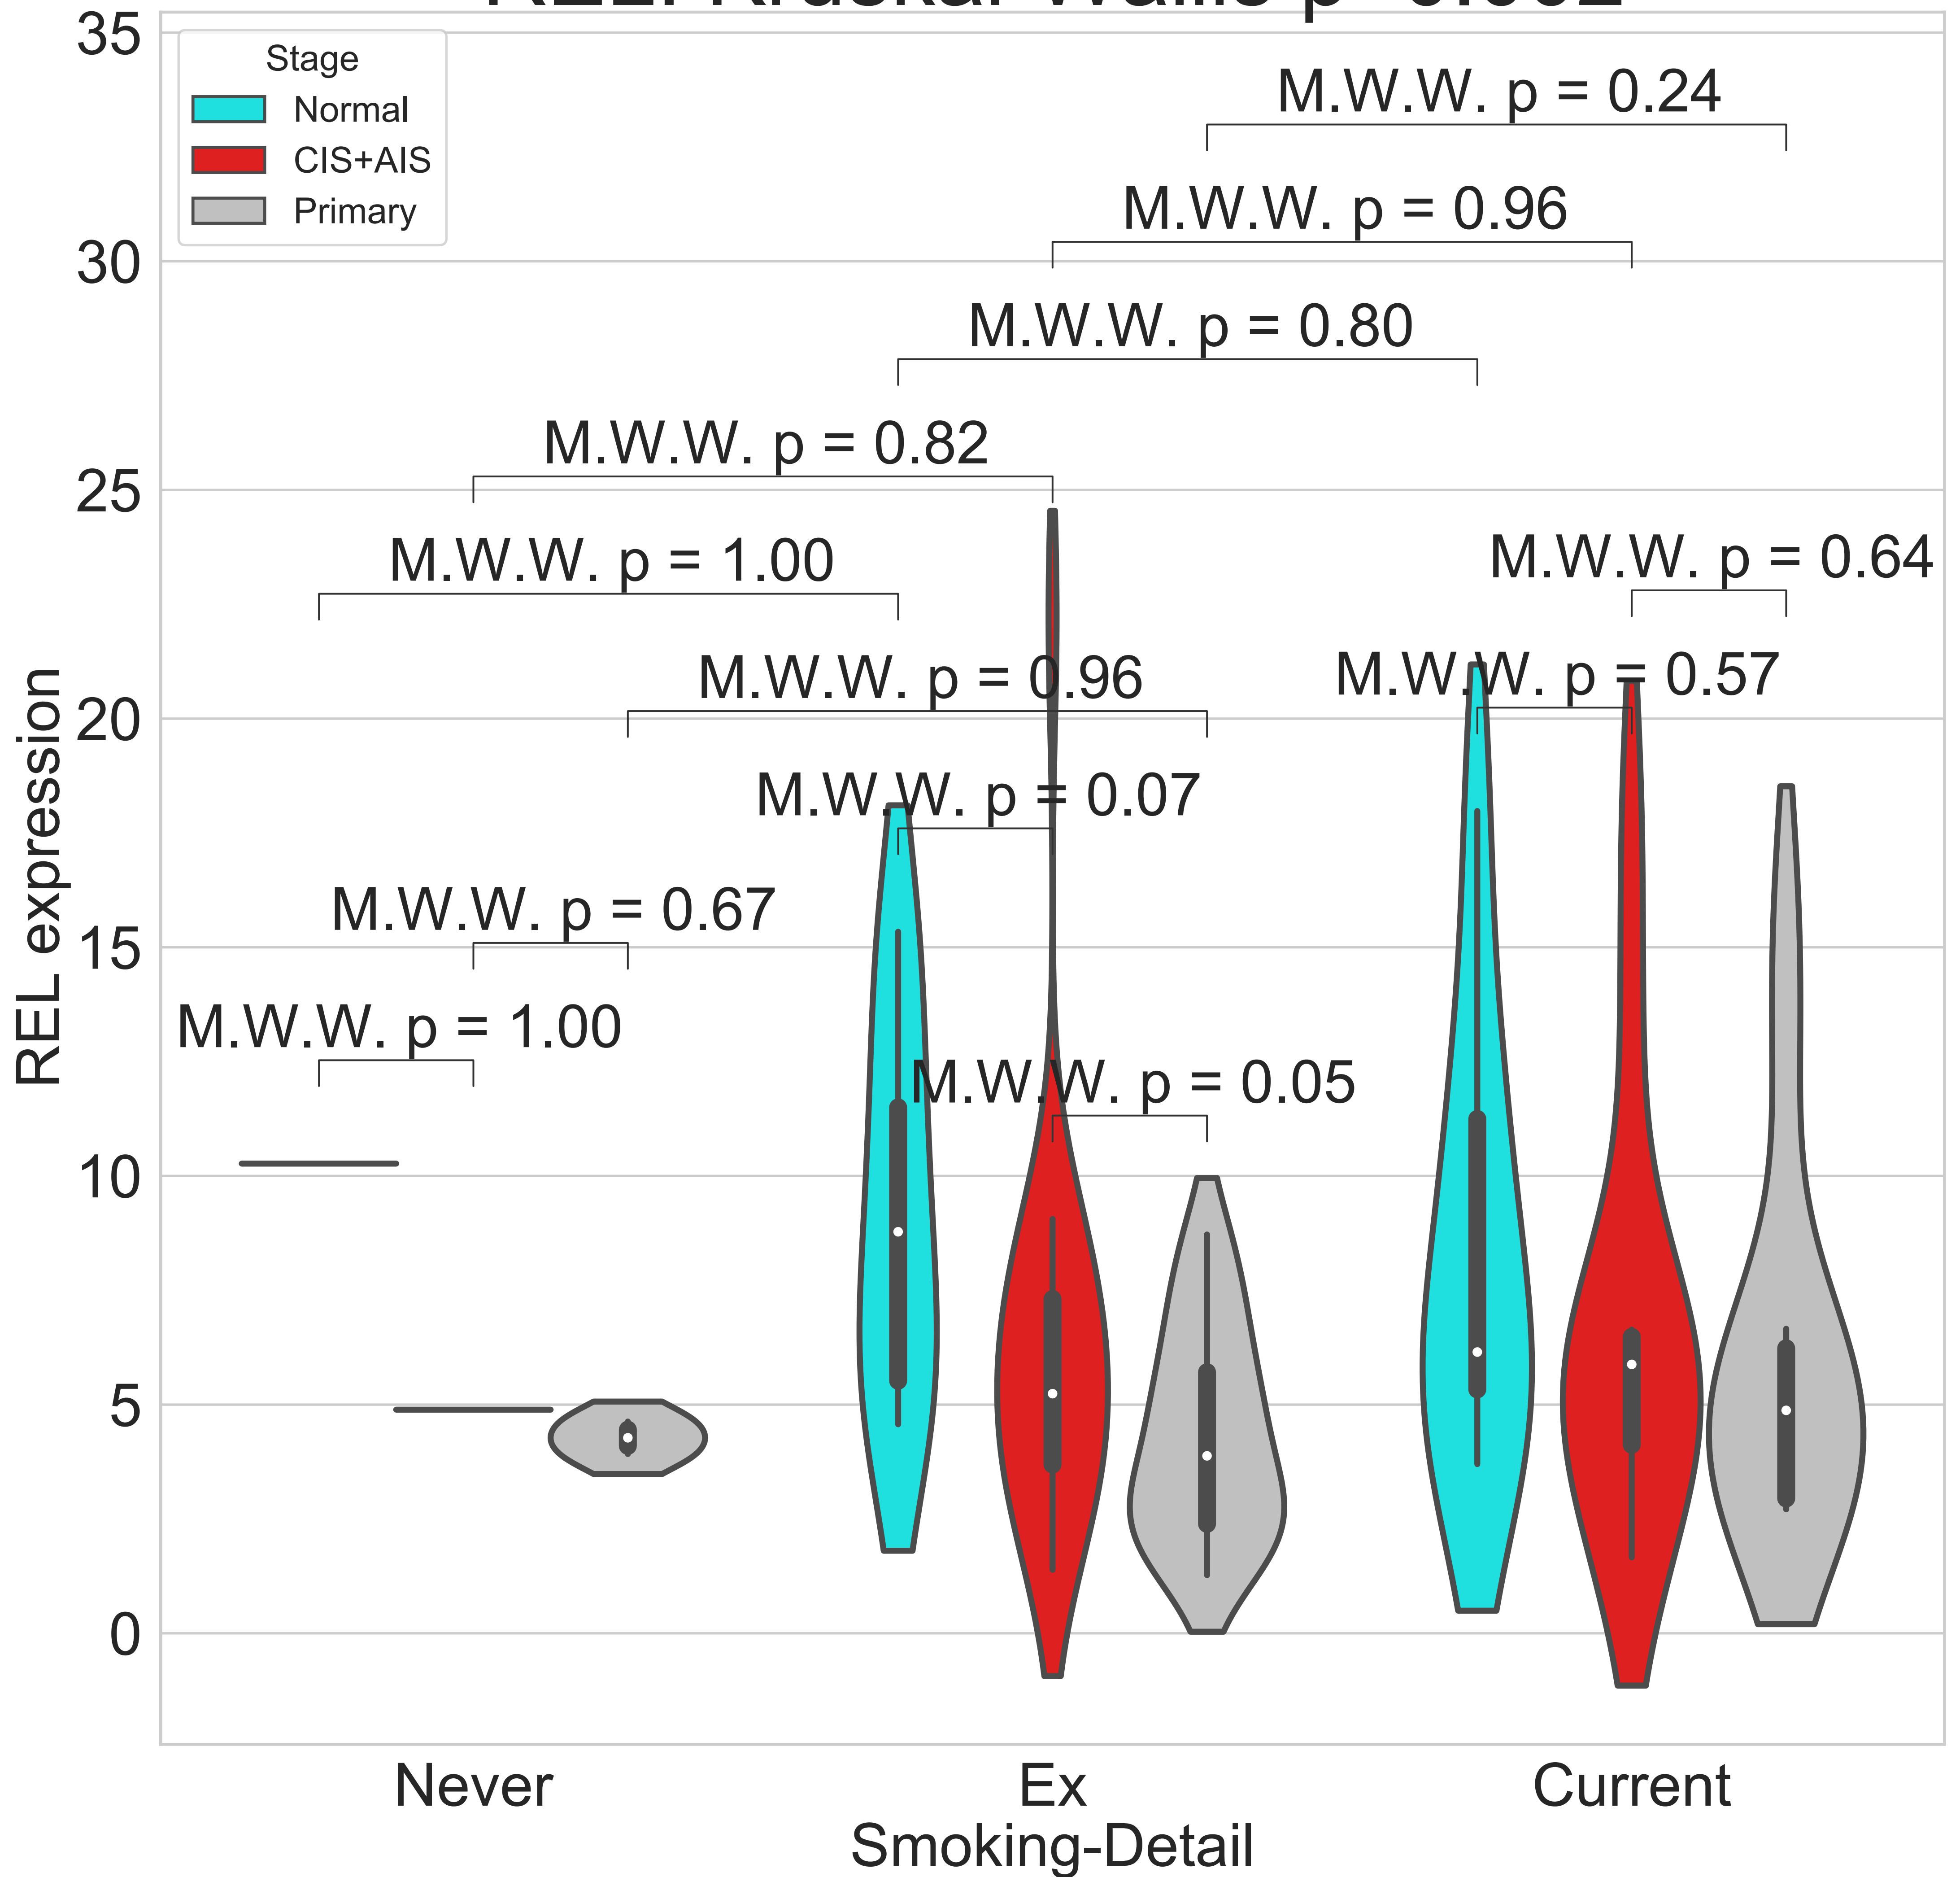 35
Stage
Normal
CIS+AIS
Primary
M.W.W. p = 0.24
M.W.W. p = 0.96
30
M.W.W. p = 0.80
M.W.W. p = 0.82
25
M.W.W. p = 1.00
M.W.W. p = 0.64
M.W.W. p = 0.96
M.W.W. p = 0.57
20
M.W.W. p = 0.07
M.W.W. p = 0.67
15
M.W.W. p = 1.00
M.W.W. p = 0.05
10
5
0
REL expression
Never
Ex
Current
Smoking-Detail